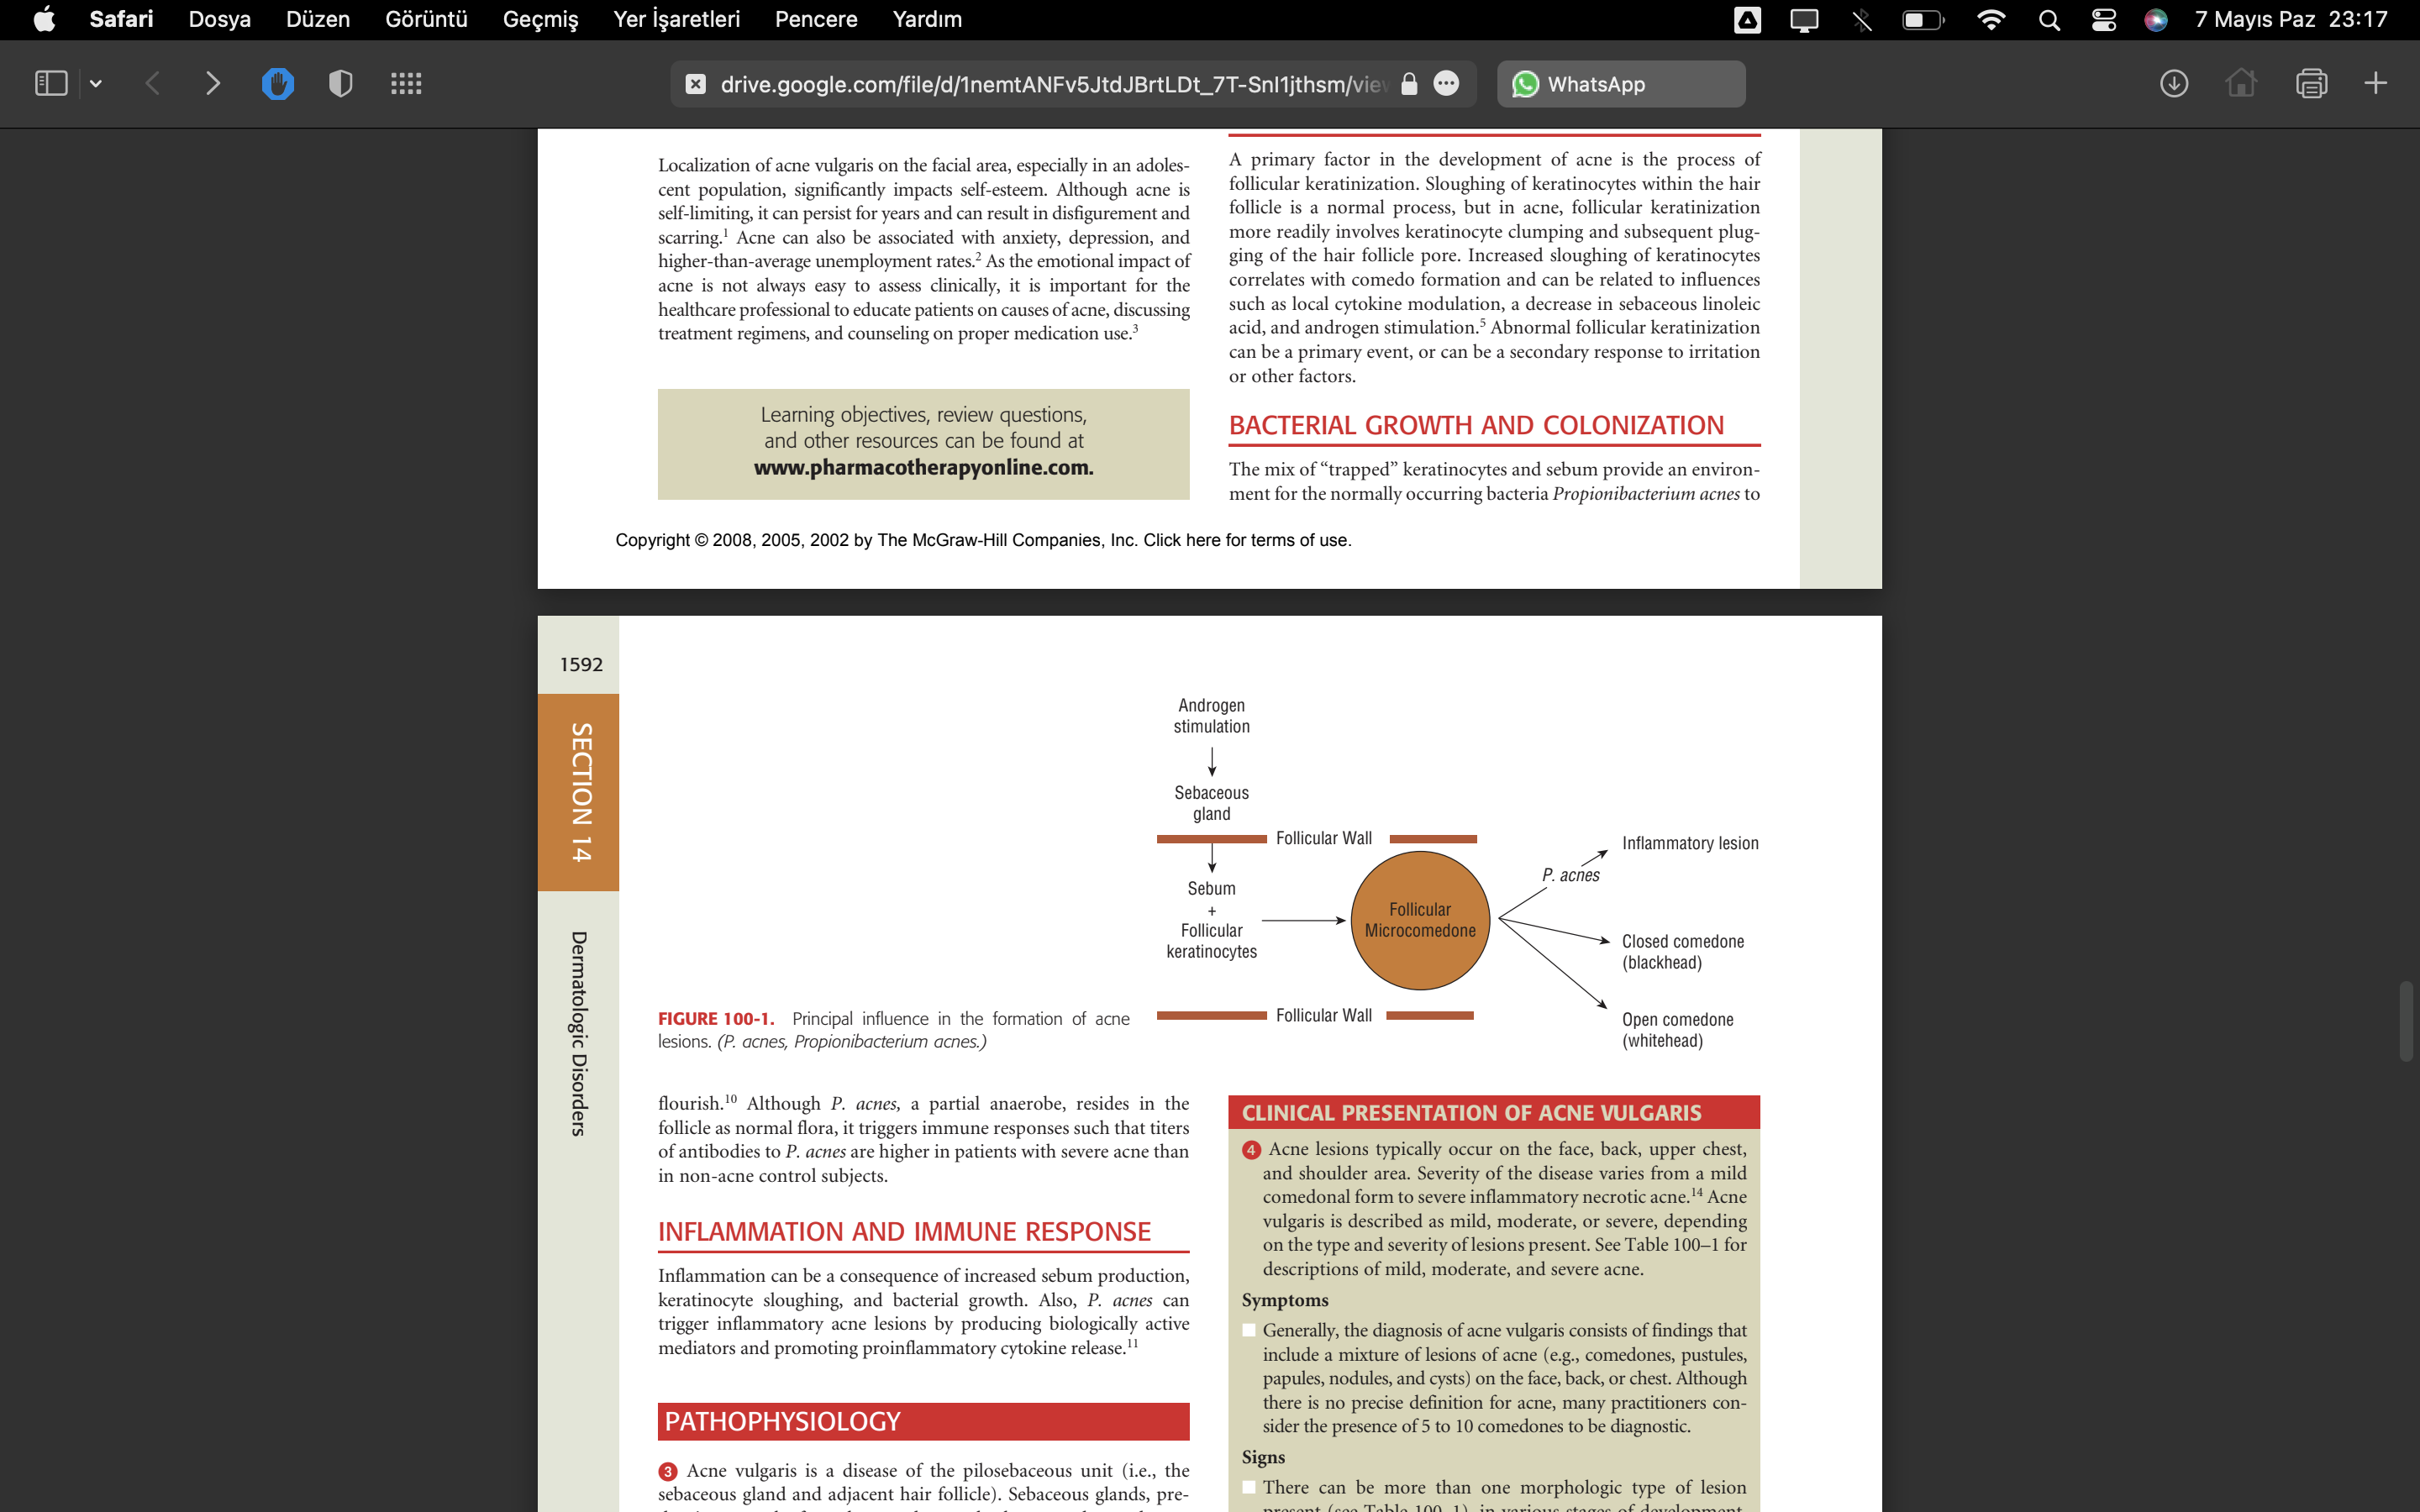 Safari Dosya Düzen Görüntü Geçmiş Yer İşaretleri Pencere Yardım 7 Mayıs Paz 23:17
drive.google.com/file/d/1nemtANFv5JtdJBrtLDt_7T-SnI1jthsm/view WhatsApp
Localization of acne vulgaris on the facial area, especially in an adoles-
cent population, significantly impacts self-esteem. Although acne is
self-limiting, it can persist for years and can result in disfigurement and
scarring.1 Acne can also be associated with anxiety, depression, and
higher-than-average unemployment rates.2 As the emotional impact of
acne is not always easy to assess clinically, it is important for the
healthcare professional to educate patients on causes of acne, discussing
treatment regimens, and counseling on proper medication use.3
Learning objectives, review questions,
and other resources can be found at
www.pharmacotherapyonline.com.
A primary factor in the development of acne is the process of
follicular keratinization. Sloughing of keratinocytes within the hair
follicle is a normal process, but in acne, follicular keratinization
more readily involves keratinocyte clumping and subsequent plug-
ging of the hair follicle pore. Increased sloughing of keratinocytes
correlates with comedo formation and can be related to influences
such as local cytokine modulation, a decrease in sebaceous linoleic
acid, and androgen stimulation.5 Abnormal follicular keratinization
can be a primary event, or can be a secondary response to irritation
or other factors.
BACTERIAL GROWTH AND COLONIZATION
The mix of “trapped” keratinocytes and sebum provide an environ-
ment for the normally occurring bacteria Propionibacterium acnes to
Copyright © 2008, 2005, 2002 by The McGraw-Hill Companies, Inc. Click here for terms of use.
1592
SECTION 14
Dermatologic Disorders
Androgen
stimulation
Sebaceous
gland
Follicular Wall
Sebum
+
Follicular
keratinocytes
Follicular
Microcomedone
P. acnes
Inflammatory lesion
Closed comedone
(blackhead)
Open comedone
(whitehead)
Follicular Wall
FIGURE 100-1. Principal influence in the formation of acne
lesions. (P. acnes, Propionibacterium acnes.)
flourish.10 Although P. acnes, a partial anaerobe, resides in the
follicle as normal flora, it triggers immune responses such that titers
of antibodies to P. acnes are higher in patients with severe acne than
in non-acne control subjects.
INFLAMMATION AND IMMUNE RESPONSE
Inflammation can be a consequence of increased sebum production,
keratinocyte sloughing, and bacterial growth. Also, P. acnes can
trigger inflammatory acne lesions by producing biologically active
mediators and promoting proinflammatory cytokine release.11
PATHOPHYSIOLOGY
3 Acne vulgaris is a disease of the pilosebaceous unit (i.e., the
sebaceous gland and adjacent hair follicle). Sebaceous glands, pre-
CLINICAL PRESENTATION OF ACNE VULGARIS
4 Acne lesions typically occur on the face, back, upper chest,
and shoulder area. Severity of the disease varies from a mild
comedonal form to severe inflammatory necrotic acne.14 Acne
vulgaris is described as mild, moderate, or severe, depending
on the type and severity of lesions present. See Table 100–1 for
descriptions of mild, moderate, and severe acne.
Symptoms
Generally, the diagnosis of acne vulgaris consists of findings that
include a mixture of lesions of acne (e.g., comedones, pustules,
papules, nodules, and cysts) on the face, back, or chest. Although
there is no precise definition for acne, many practitioners con-
sider the presence of 5 to 10 comedones to be diagnostic.
Signs
There can be more than one morphologic type of lesion
present (see Table 100–1), in various stages of development.